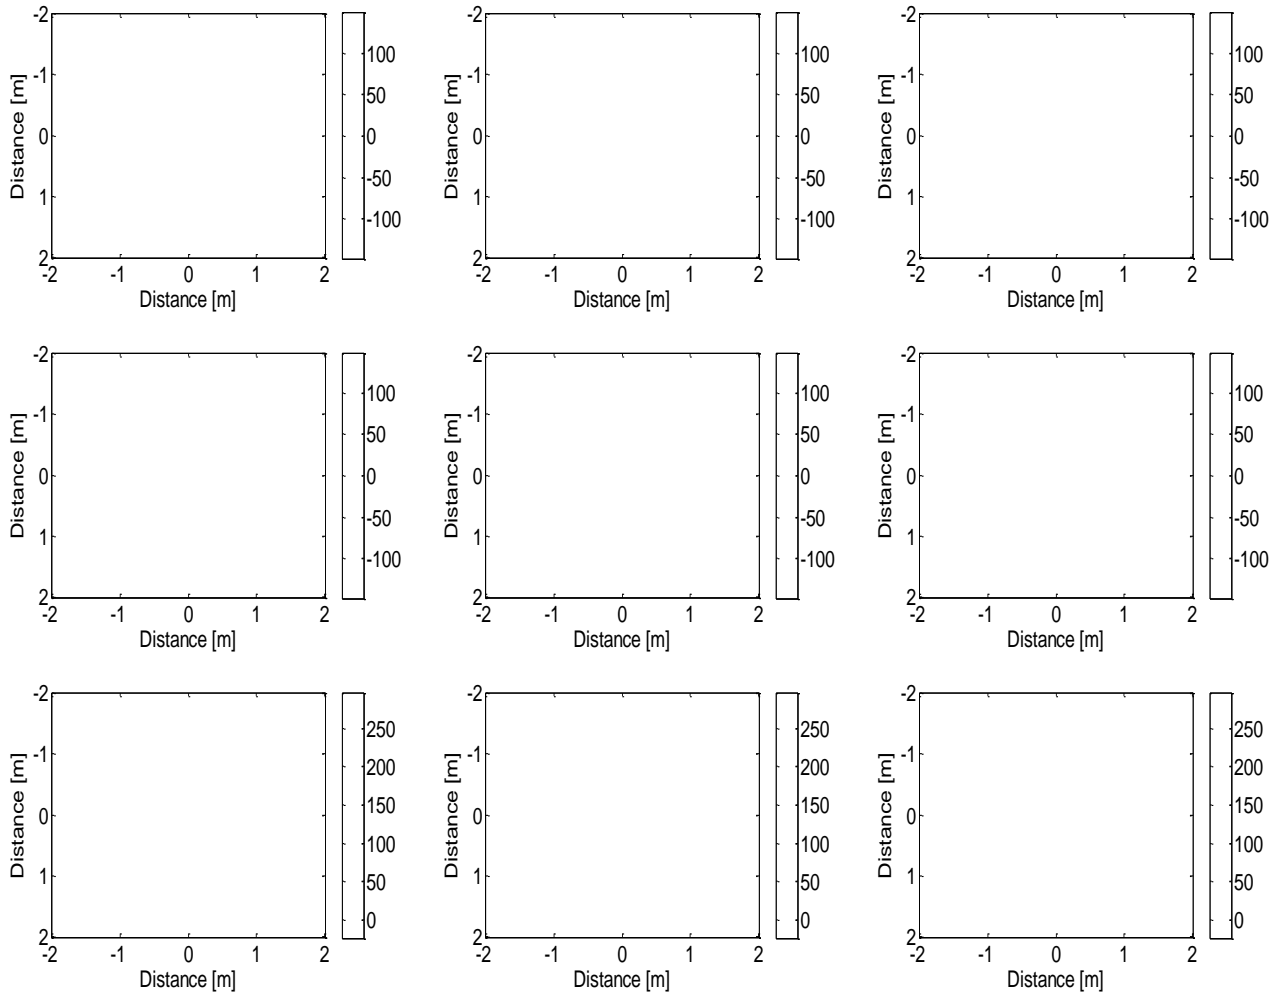 -2 -2 -2
100 100 100
-1 -1 -1
50 50 50
Distance [m] 0 0 Distance [m] 0 0 Distance [m] 0 0
-50 -50 -50
1 1 1
-100 -100 -100
2 2 2
-2 -1 0 1 2 -2 -1 0 1 2 -2 -1 0 1 2
Distance [m] Distance [m] Distance [m]
-2 -2 -2
100 100 100
-1 -1 -1
50 50 50
Distance [m] 0 0 Distance [m] 0 0 Distance [m] 0 0
-50 -50 -50
1 1 1
-100 -100 -100
2 2 2
-2 -1 0 1 2 -2 -1 0 1 2 -2 -1 0 1 2
Distance [m] Distance [m] Distance [m]
-2 -2 -2
250 250 250
-1 -1 -1
200 200 200
150 150 150
Distance [m] 0 Distance [m] 0 Distance [m] 0
100 100 100
1 50 1 50 1 50
0 0 0
2 2 2
-2 -1 0 1 2 -2 -1 0 1 2 -2 -1 0 1 2
Distance [m] Distance [m] Distance [m]